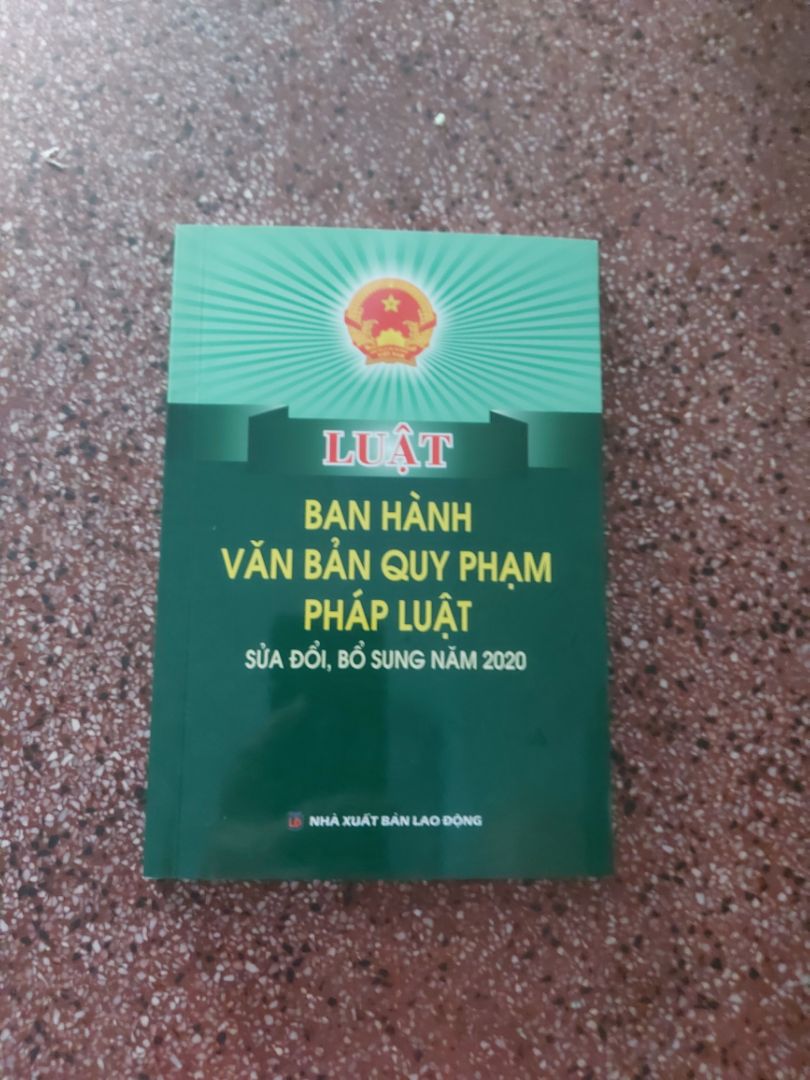 LUẬT
BAN HÀNH
VĂN BẢN QUY PHẠM
PHÁP LUẬT
SỬA ĐỔI, BỔ SUNG NĂM 2020
NHÀ XUẤT BẢN LAO ĐỘNG